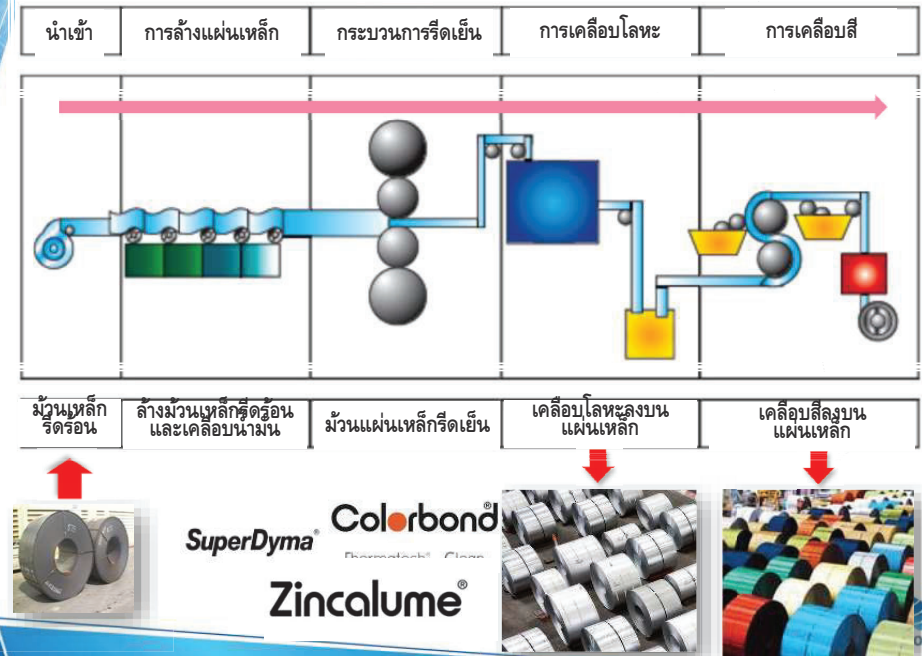 นำเข้า
การล้างแผ่นเหล็ก
กระบวนการรีดเย็น
การเคลือบโลหะ
การเคลือบสี
ม้วนเหล็ก
รีดร้อน
ล้างม้วนเหล็กรีดร้อน
และเคลือบน้ำมัน
ม้วนแผ่นเหล็กรีดเย็น
เคลือบโลหะลงบน
แผ่นเหล็ก
เคลือบสีลงบน
แผ่นเหล็ก
SuperDyma®
Colorbond®
Zincalume®